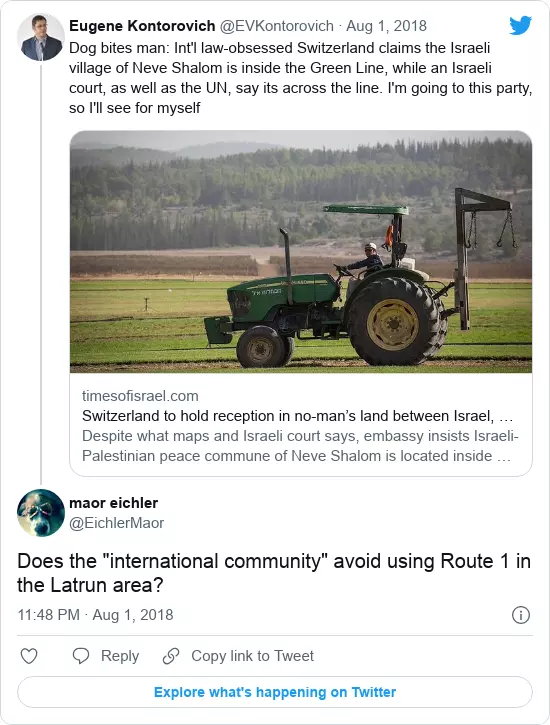 Eugene Kontorovich @EVKontorovich · Aug 1, 2018
Dog bites man: Int'l law-obsessed Switzerland claims the Israeli
village of Neve Shalom is inside the Green Line, while an Israeli
court, as well as the UN, say its across the line. I'm going to this party,
so I'll see for myself
timesofisrael.com
Switzerland to hold reception in no-man’s land between Israel, …
Despite what maps and Israeli court says, embassy insists Israeli-
Palestinian peace commune of Neve Shalom is located inside …
maor eichler
@EichlerMaor
Does the "international community" avoid using Route 1 in
the Latrun area?
11:48 PM · Aug 1, 2018
Reply
Copy link to Tweet
Explore what's happening on Twitter